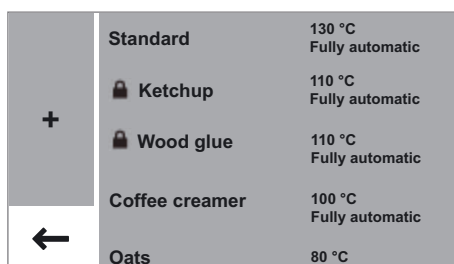 Standard
130 °C
Fully automatic
Ketchup
110 °C
Fully automatic
+
Wood glue
110 °C
Fully automatic
Coffee creamer
100 °C
Fully automatic
Oats
80 °C